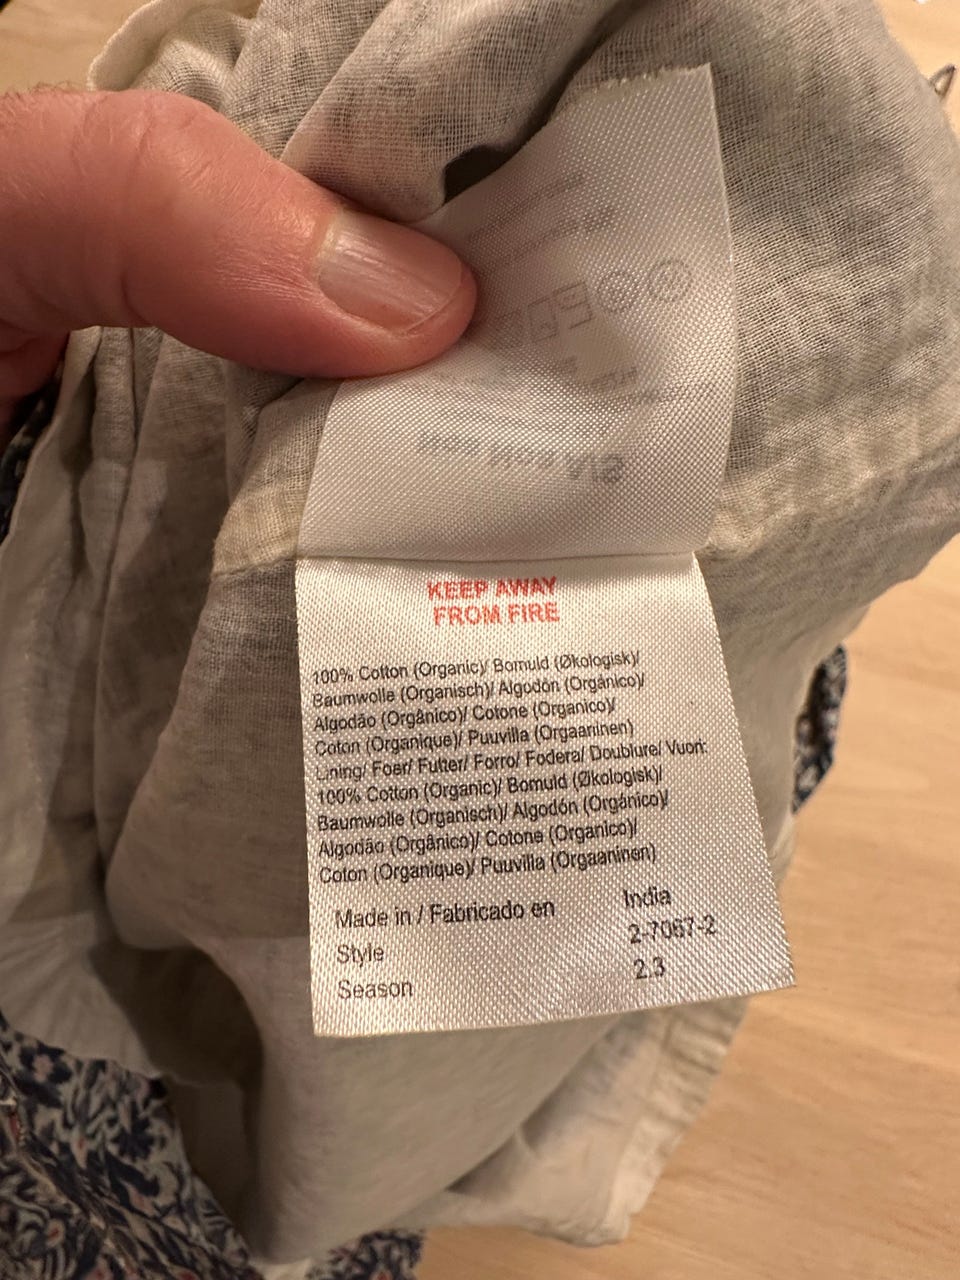 KEEP AWAY
FROM FIRE
100% Cotton (Organic)/ Bomuld (Økologisk)/
Baumwolle (Organisch)/ Algodón (Orgánico)/
Algodão (Orgânico)/ Cotone (Organico)/
Coton (Organique)/ Puuvilla (Orgaaninen)
Lining/ Foer/ Futter/ Forro/ Fodera/ Doublure/ Vuori:
100% Cotton (Organic)/ Bomuld (Økologisk)/
Baumwolle (Organisch)/ Algodón (Orgánico)/
Algodão (Orgânico)/ Cotone (Organico)/
Coton (Organique)/ Puuvilla (Orgaaninen)
Made in / Fabricado en India
Style 2-7067-2
Season 2.3